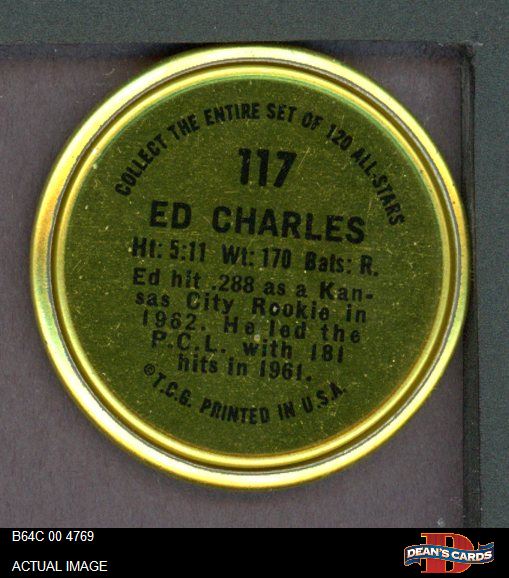 COLLECT THE ENTIRE SET OF 120 ALL-STARS
117
ED CHARLES
Ht: 5:11 Wt: 170 Bats: R.
Ed hit .288 as a Kan-
sas City Rookie in
1962. He led the
P.C.L. with 181
hits in 1961.
©T.C.G. PRINTED IN U.S.A.
B64C 00 4769
ACTUAL IMAGE
D
DEAN'S CARDS